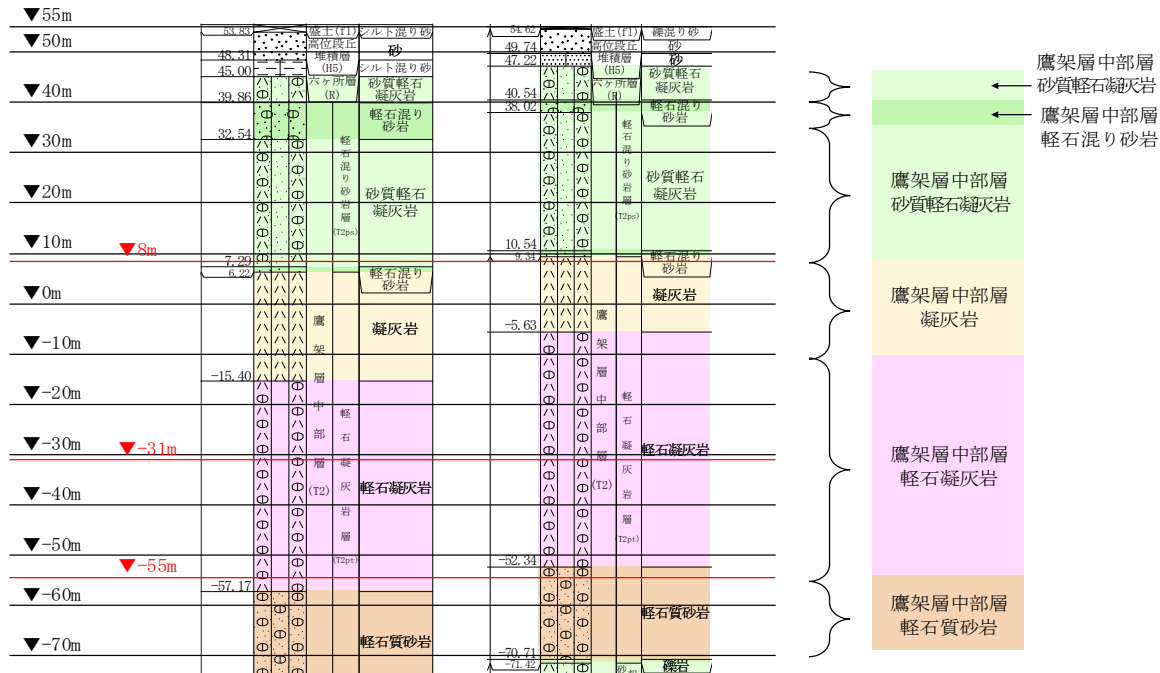 ▼55m
▼50m
▼40m
▼30m
▼20m
▼10m
▼8m
▼0m
▼-10m
▼-20m
▼-30m
▼-31m
▼-40m
▼-50m
▼-55m
▼-60m
▼-70m
53.83
48.31
45.00
39.86
32.54
7.29
6.22
-15.40
-57.17
盛土(fl)
高位段丘
堆積層
(H5)
六ヶ所層
(R)
軽石混り砂岩層
(T2ps)
鷹架層中部層
(T2)
軽石凝灰岩層
(T2pt)
シルト混り砂
砂
シルト混り砂
砂質軽石
凝灰岩
軽石混り
砂岩
砂質軽石
凝灰岩
軽石混り
砂岩
凝灰岩
軽石凝灰岩
軽石質砂岩
54.62
49.74
47.22
40.54
38.02
10.54
9.34
-5.63
-52.34
-70.71
-71.42
盛土(fl)
高位段丘
堆積層
(H5)
六ヶ所層
(R)
軽石混り砂岩層
(T2ps)
鷹架層中部層
(T2)
軽石凝灰岩層
(T2pt)
礫混り砂
砂
砂
砂質軽石
凝灰岩
軽石混り
砂岩
砂質軽石
凝灰岩
軽石混り
砂岩
凝灰岩
軽石凝灰岩
軽石質砂岩
礫岩
鷹架層中部層
砂質軽石凝灰岩
鷹架層中部層
軽石混り砂岩
鷹架層中部層
砂質軽石凝灰岩
鷹架層中部層
凝灰岩
鷹架層中部層
軽石凝灰岩
鷹架層中部層
軽石質砂岩